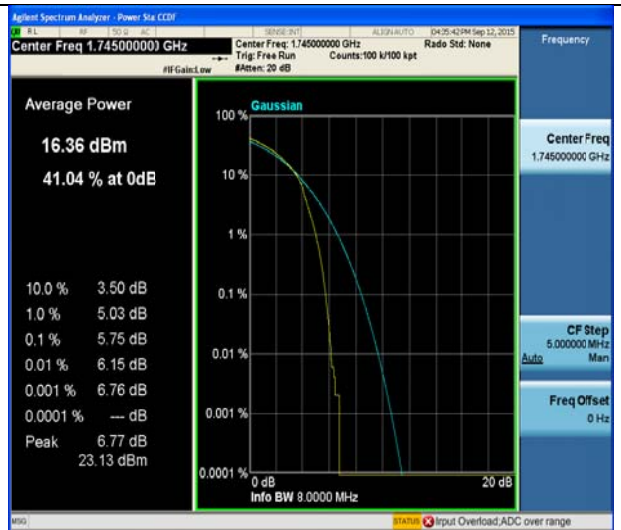 Agilent Spectrum Analyzer - Power Stat CCDF
RL RF 50 Ω AC SENSE:INT ALIGN AUTO 04:35:42 PM Sep 12, 2015
Center Freq 1.745000000 GHz
Center Freq: 1.745000000 GHz
Radio Std: None
Trig: Free Run Counts:100 k/100 kpt
#IFGain:Low #Atten: 20 dB
Frequency
Average Power
16.36 dBm
41.04 % at 0dB
10.0 % 3.50 dB
1.0 % 5.03 dB
0.1 % 5.75 dB
0.01 % 6.15 dB
0.001 % 6.76 dB
0.0001 % --- dB
Peak 6.77 dB
23.13 dBm
Gaussian
100 %
10 %
1 %
0.1 %
0.01 %
0.001 %
0.0001 %
0 dB 20 dB
Info BW 8.0000 MHz
Center Freq
1.745000000 GHz
CF Step
5.000000 MHz
Auto Man
Freq Offset
0 Hz
MSG STATUS Input Overload;ADC over range